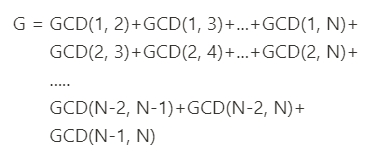 G = GCD(1, 2)+GCD(1, 3)+...+GCD(1, N)+
GCD(2, 3)+GCD(2, 4)+...+GCD(2, N)+
.....
GCD(N-2, N-1)+GCD(N-2, N)+
GCD(N-1, N)